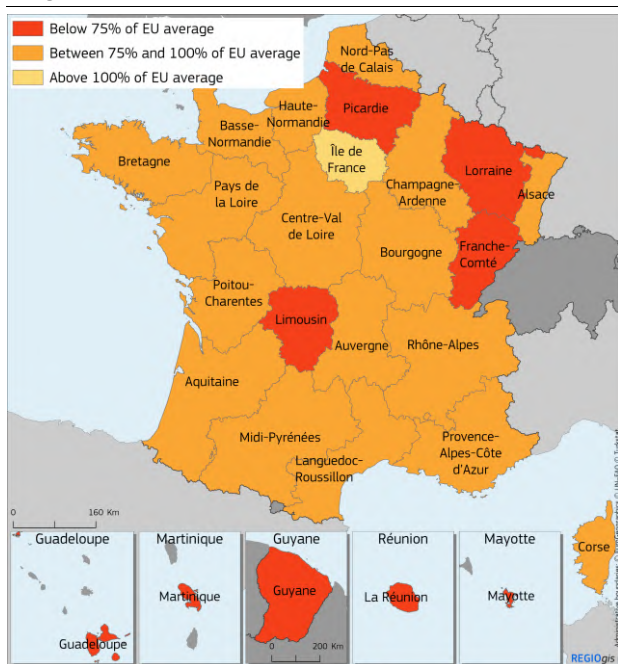 Below 75% of EU average
Between 75% and 100% of EU average
Above 100% of EU average
Nord-Pas
de Calais
Haute-
Normandie
Picardie
Basse-
Normandie
Île de
France
Lorraine
Bretagne
Alsace
Pays de
la Loire
Champagne-
Ardenne
Centre-Val
de Loire
Bourgogne
Franche-
Comté
Poitou-
Charentes
Limousin
Auvergne
Rhône-Alpes
Aquitaine
Midi-Pyrénées
Provence-
Alpes-Côte
d'Azur
Languedoc-
Roussillon
0 160 Km
Corse
Guadeloupe
Martinique
Guyane
Réunion
Mayotte
Guadeloupe
Martinique
Guyane
La Réunion
Mayotte
0 200 Km
REGIOgis